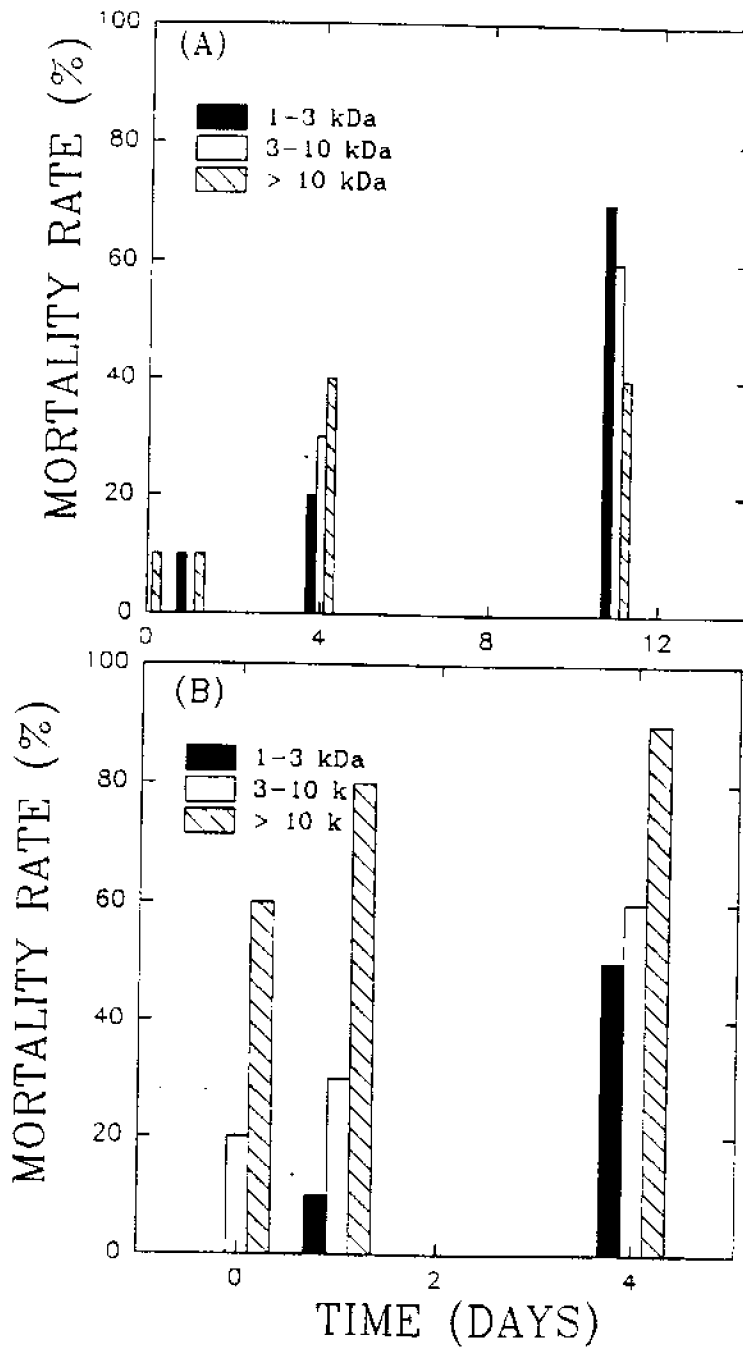 (A)
MORTALITY RATE (%)
100
80
60
40
20
0
1-3 kDa
3-10 kDa
> 10 kDa
0 4 8 12
(B)
MORTALITY RATE (%)
100
80
60
40
20
0
1-3 kDa
3-10 k
> 10 k
0 2 4
TIME (DAYS)